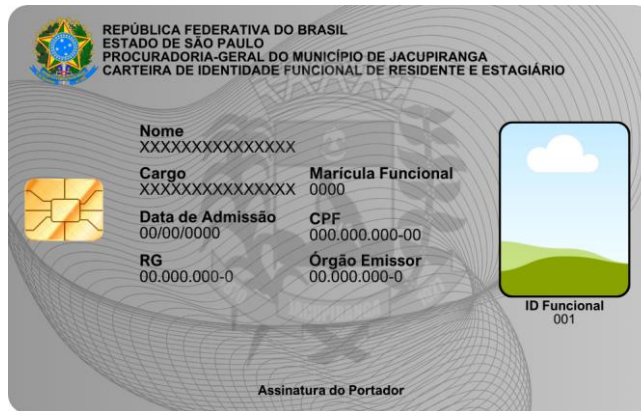 REPÚBLICA FEDERATIVA DO BRASIL
ESTADO DE SÃO PAULO
PROCURADORIA-GERAL DO MUNICÍPIO DE JACUPIRANGA
CARTEIRA DE IDENTIDADE FUNCIONAL DE RESIDENTE E ESTAGIÁRIO
Nome
XXXXXXXXXXXXXXX
Cargo Marícula Funcional
XXXXXXXXXXXXXXX 0000
Data de Admissão CPF
00/00/0000 000.000.000-00
RG Órgão Emissor
00.000.000-0 00.000.000-0
ID Funcional
001
Assinatura do Portador